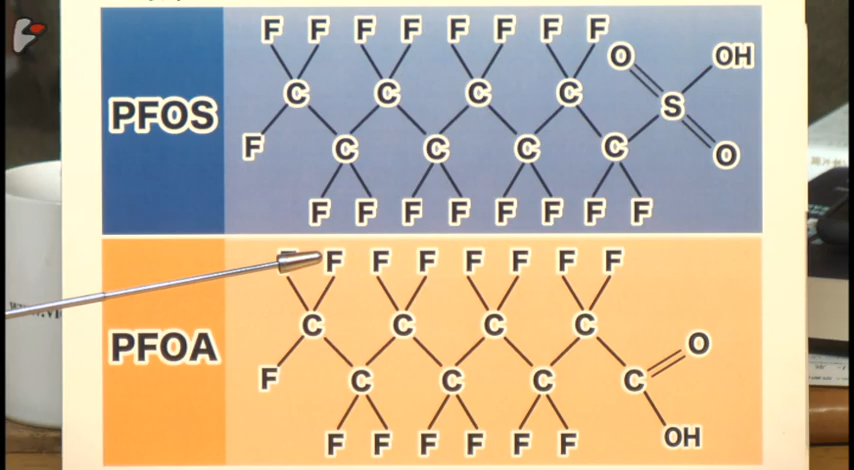 F F F F F F F F
O OH
C C C C S
PFOS
F C C C C O
F F F F F F F F
F F F F F F F
C C C C O
PFOA
F C C C C
F F F F F F OH